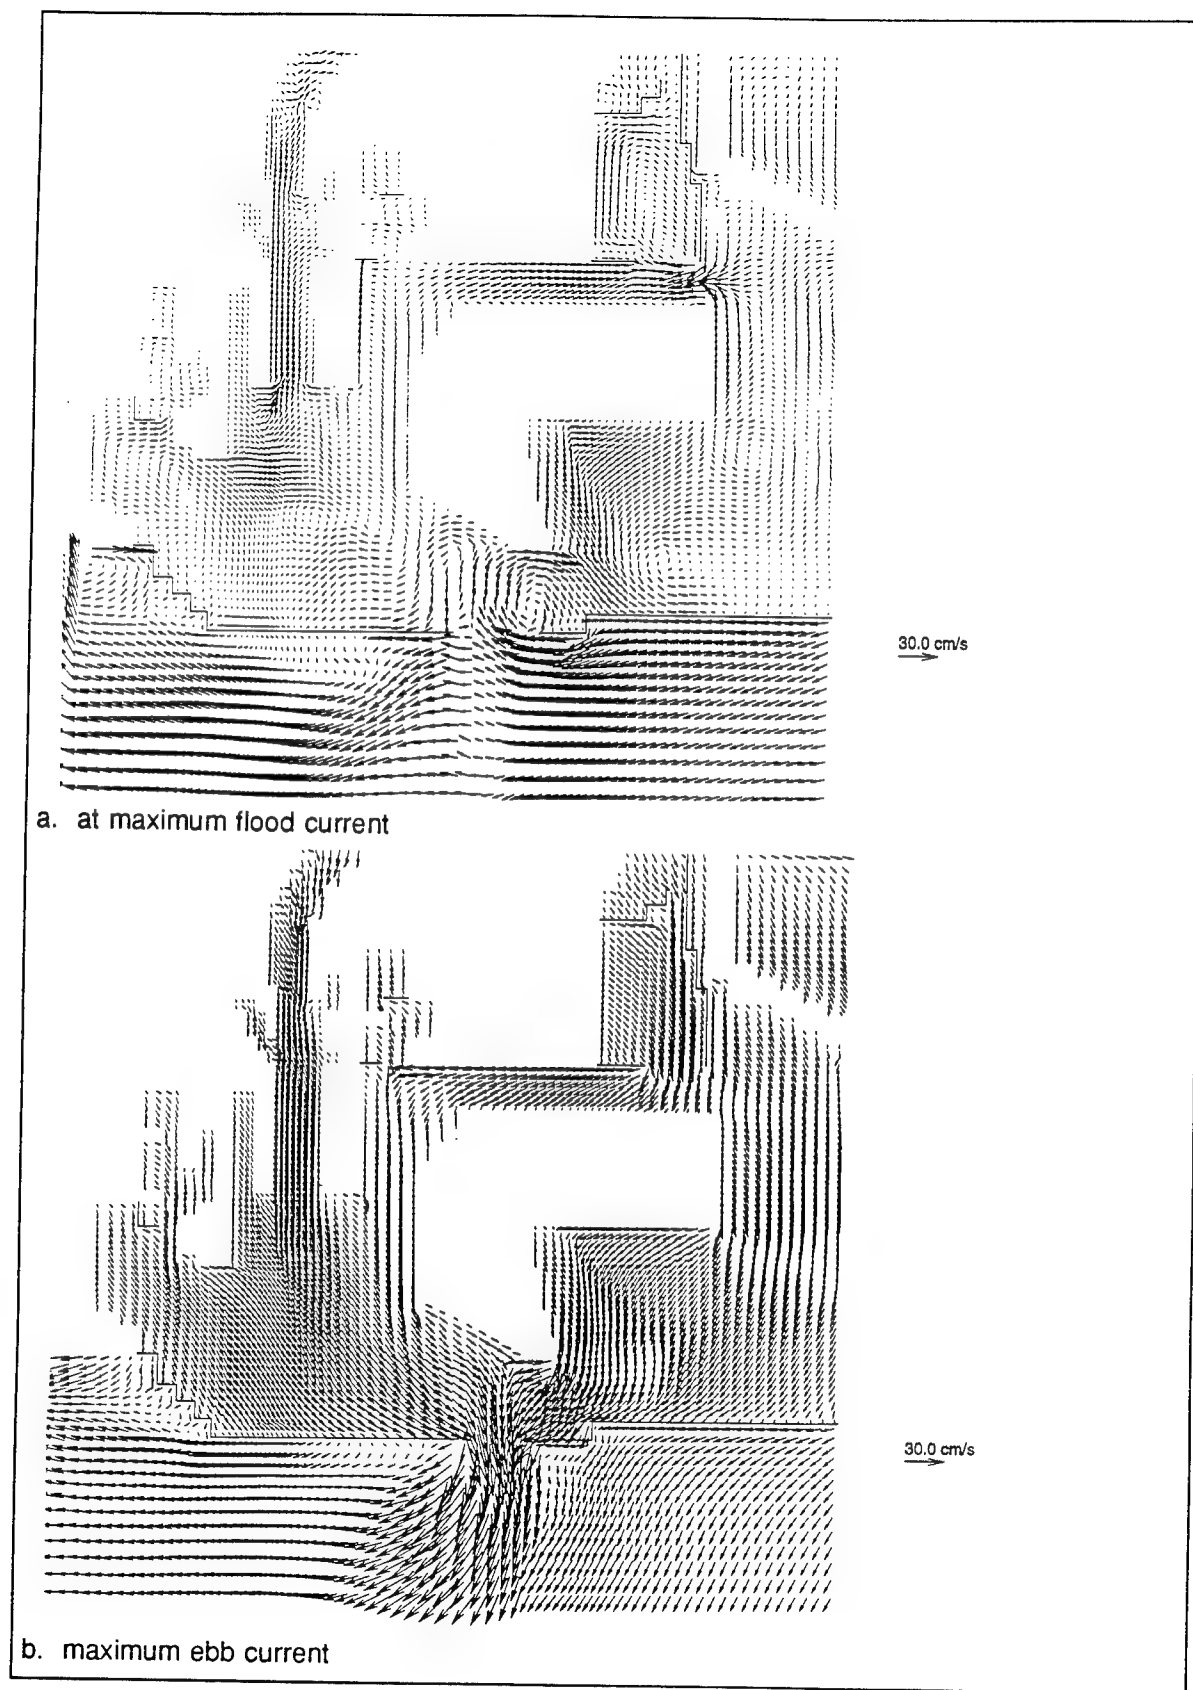 30.0 cm/s
a. at maximum flood current
30.0 cm/s
b. maximum ebb current